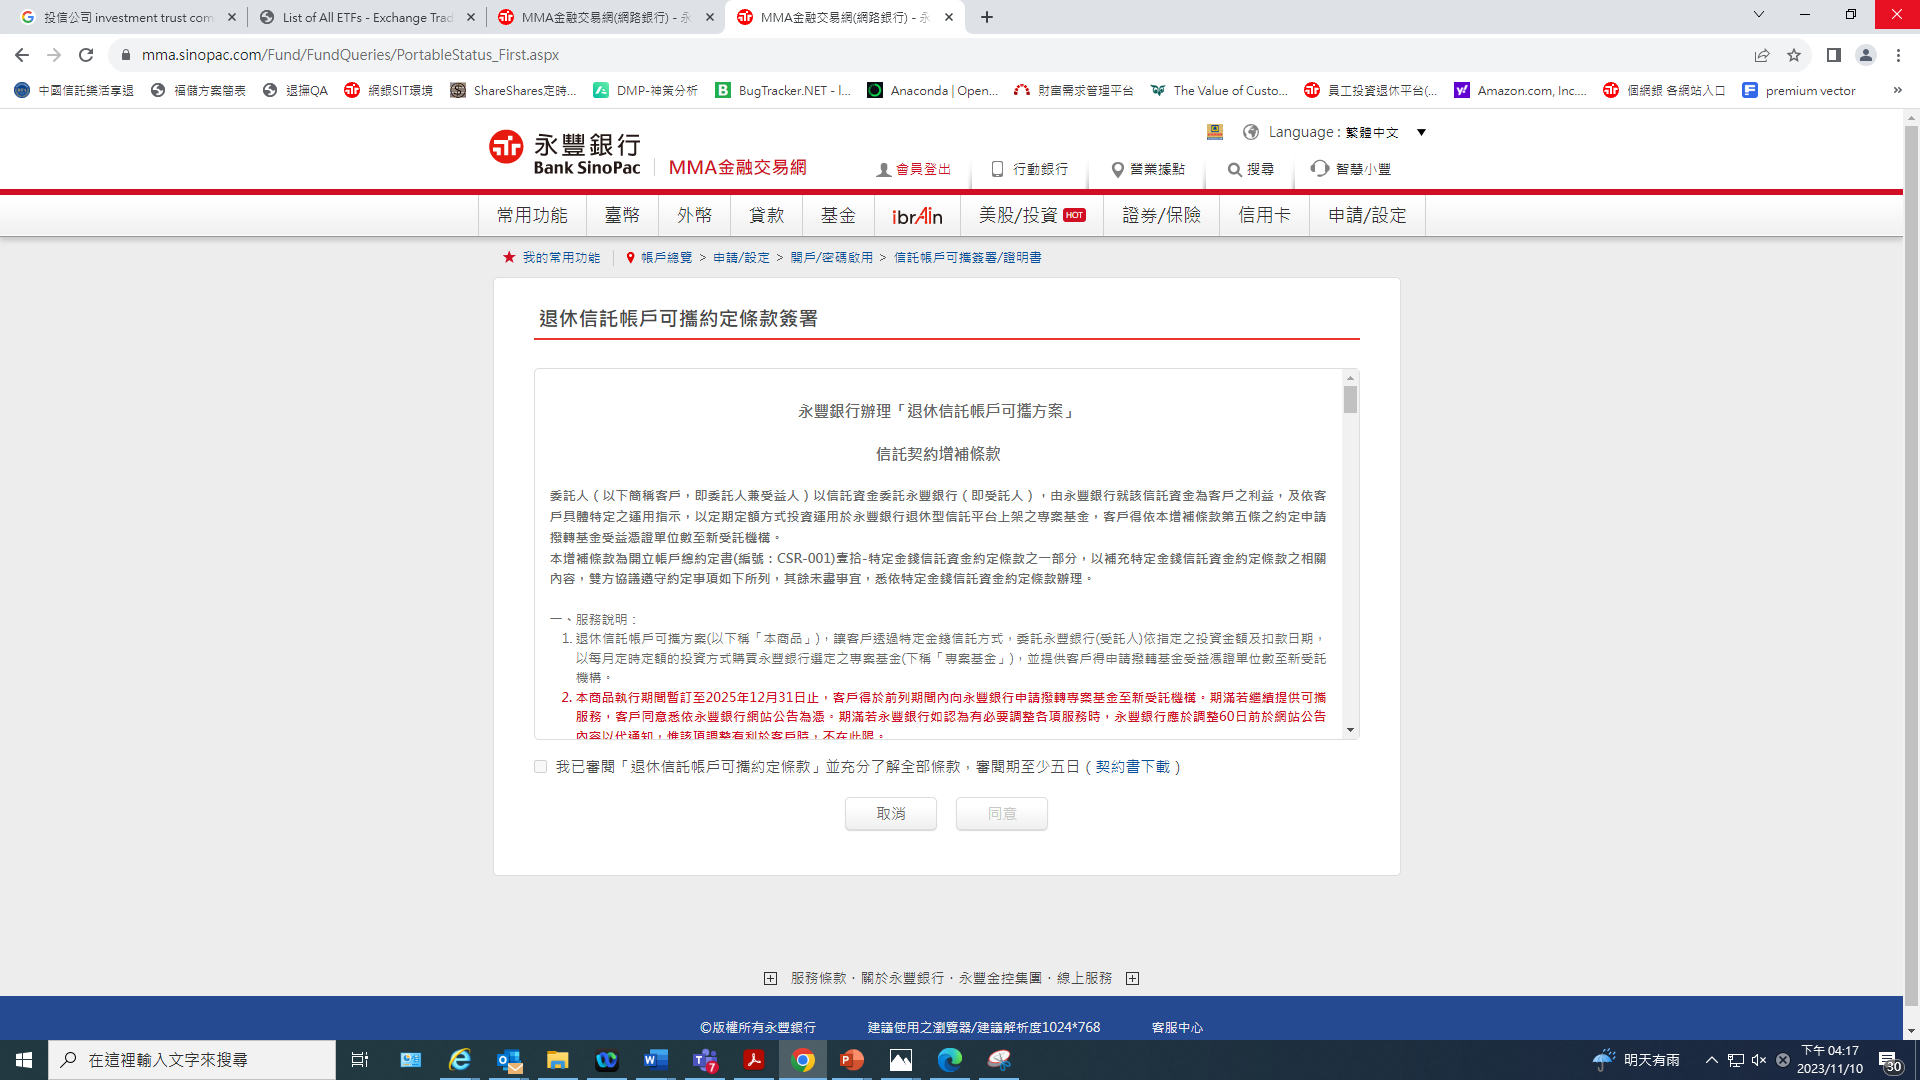 投信公司 investment trust com
List of All ETFs - Exchange Trad
MMA金融交易網(網路銀行) - 永
MMA金融交易網(網路銀行) - 永
mma.sinopac.com/Fund/FundQueries/PortableStatus_First.aspx
中國信託樂活享退
福儲方案簡表
退撫QA
網銀SIT環境
ShareShares定時...
DMP-神策分析
BugTracker.NET - l...
Anaconda | Open...
財富需求管理平台
The Value of Custo...
員工投資退休平台(...
Amazon.com, Inc....
個網銀 各網站入口
premium vector
Language : 繁體中文
永豐銀行
Bank SinoPac
MMA金融交易網
會員登出
行動銀行
營業據點
搜尋
智慧小豐
常用功能
臺幣
外幣
貸款
基金
ibrAin
美股/投資 HOT
證券/保險
信用卡
申請/設定
我的常用功能
帳戶總覽 > 申請/設定 > 開戶/密碼啟用 > 信託帳戶可攜簽署/證明書
退休信託帳戶可攜約定條款簽署
永豐銀行辦理「退休信託帳戶可攜方案」
信託契約增補條款
委託人（以下簡稱客戶，即委託人兼受益人）以信託資金委託永豐銀行（即受託人），由永豐銀行就該信託資金為客戶之利益，及依客
戶具體特定之運用指示，以定期定額方式投資運用於永豐銀行退休型信託平台上架之專案基金，客戶得依本增補條款第五條之約定申請
撥轉基金受益憑證單位數至新受託機構。
本增補條款為開立帳戶總約定書(編號：CSR-001)壹拾-特定金錢信託資金約定條款之一部分，以補充特定金錢信託資金約定條款之相關
內容，雙方協議遵守約定事項如下所列，其餘未盡事宜，悉依特定金錢信託資金約定條款辦理。
一、服務說明：
1. 退休信託帳戶可攜方案(以下稱「本商品」)，讓客戶透過特定金錢信託方式，委託永豐銀行(受託人)依指定之投資金額及扣款日期，
以每月定時定額的投資方式購買永豐銀行選定之專案基金(下稱「專案基金」)，並提供客戶得申請撥轉基金受益憑證單位數至新受託
機構。
2. 本商品執行期間暫訂至2025年12月31日止，客戶得於前列期間內向永豐銀行申請撥轉專案基金至新受託機構。期滿若繼續提供可攜
服務，客戶同意悉依永豐銀行網站公告為憑。期滿若永豐銀行如認為有必要調整各項服務時，永豐銀行應於調整60日前於網站公告
內容以代通知，惟該項調整有利於客戶時，不在此限。
我已審閱「退休信託帳戶可攜約定條款」並充分了解全部條款，審閱期至少五日 ( 契約書下載 )
取消
同意
服務條款．關於永豐銀行．永豐金控集團．線上服務
©版權所有永豐銀行
建議使用之瀏覽器/建議解析度1024*768
客服中心
在這裡輸入文字來搜尋
7
明天有雨
下午 04:17
2023/11/10
30